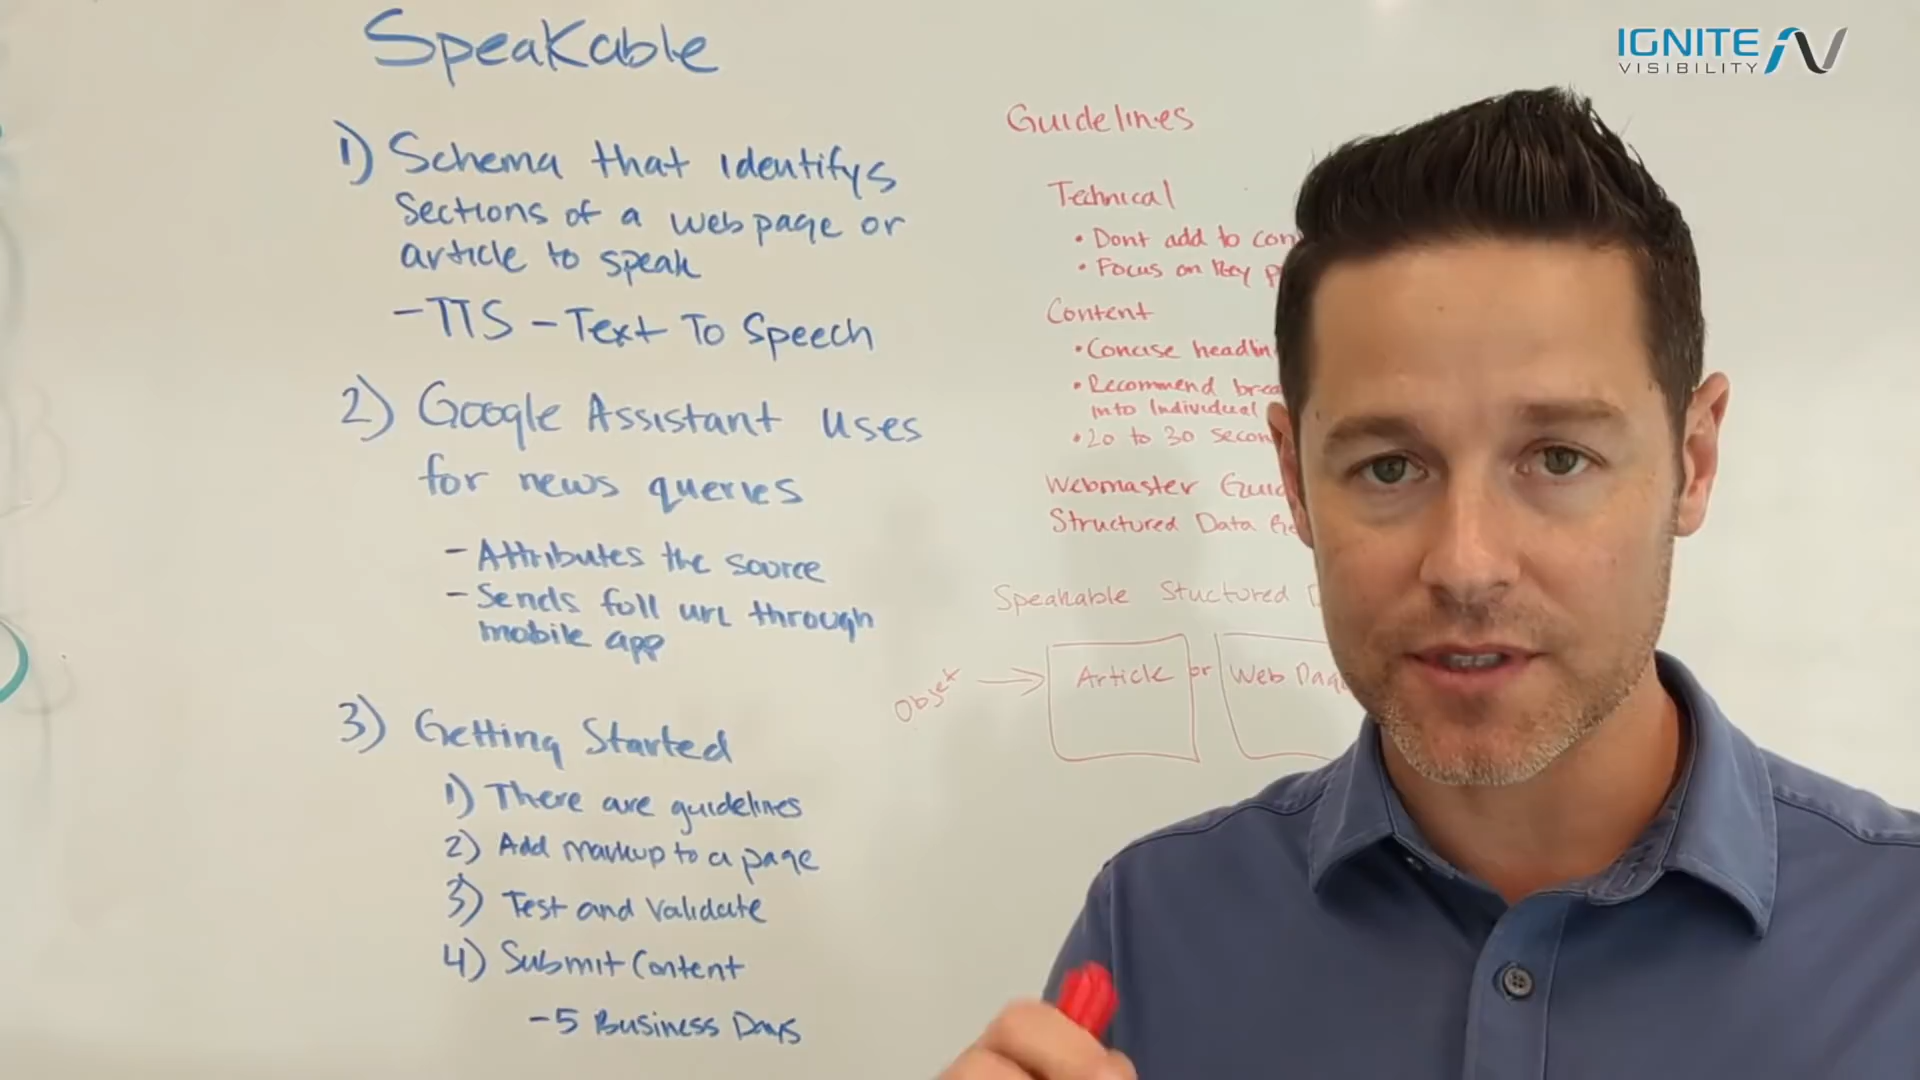 Speakable
1) Schema that identifys
Sections of a webpage or
article to speak
- TTS - Text To Speech
2) Google Assistant uses
for news queries
- Attributes the source
- Sends full url through
mobile app
3) Getting Started
1) There are guidelines
2) Add markup to a page
3) Test and Validate
4) Submit Content
- 5 Business Days
IGNITE
VISIBILITY
Guidelines
Technical
• Dont add to
• Focus on Key
Content
• Concise
• Recommend
into Individual
• 20 to 30
Webmaster
Structured Data
Speakable Stuctured
Object
Article or Web